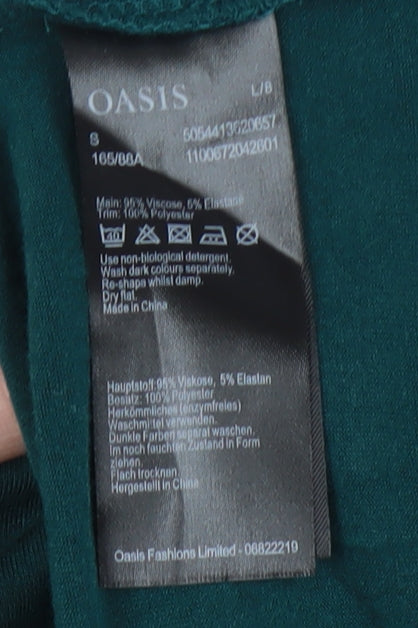 OASIS
L/B
8
5054413620657
165/88A
1100672042601
Main: 95% Viscose, 5% Elastane
Trim: 100% Polyester
40
Use non-biological detergent.
Wash dark colours separately.
Re-shape whilst damp.
Dry flat.
Made in China
Hauptstoff:95% Viskose, 5% Elastan
Besatz: 100% Polyester
Herkömmliches (enzymfreies)
Waschmittel verwenden.
Dunkle Farben waschen.
Im noch feuchten Zustand in Form
ziehen.
Flach trocknen.
Hergestellt in China
Oasis Fashions Limited - 06822219